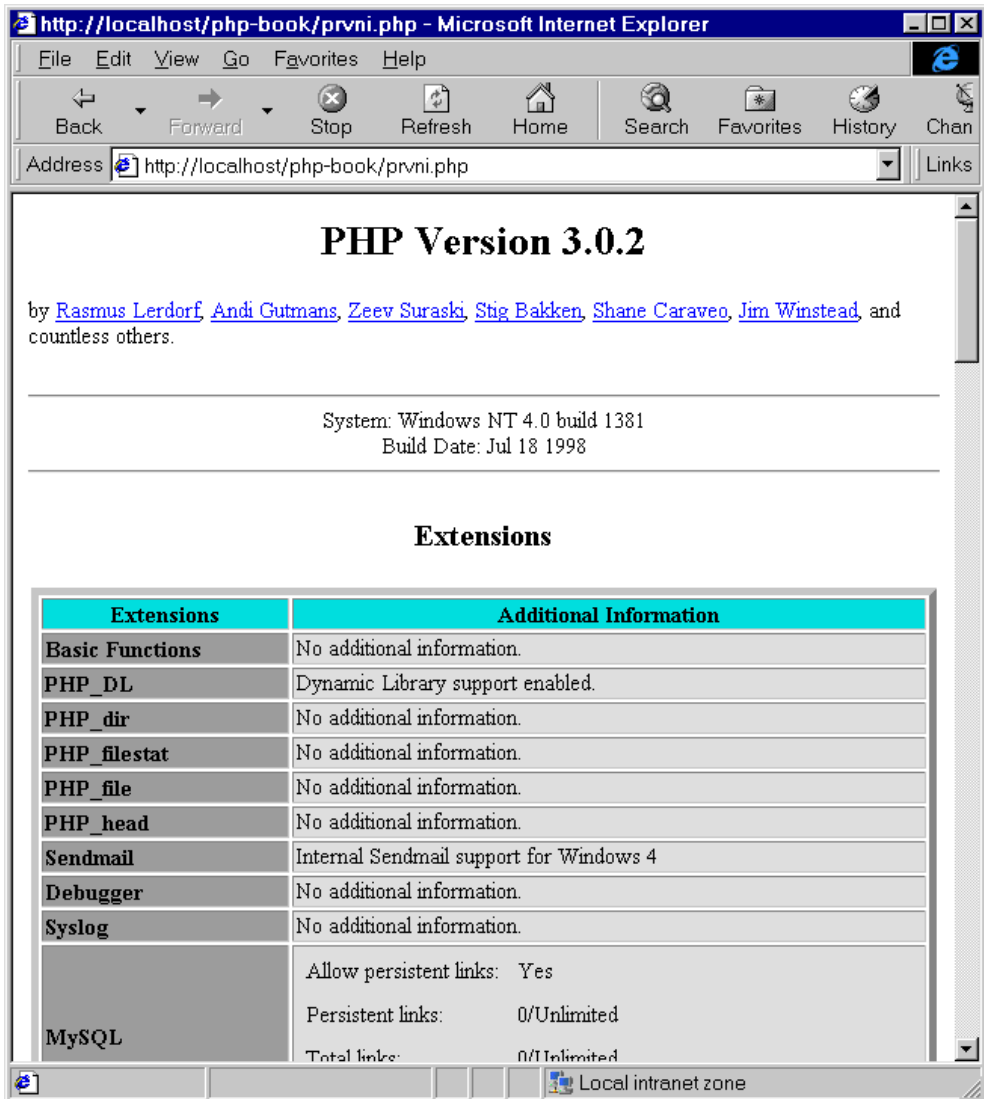 http://localhost/php-book/prvni.php - Microsoft Internet Explorer
File Edit View Go Favorites Help
Back Forward Stop Refresh Home Search Favorites History Chan
Address http://localhost/php-book/prvni.php Links
PHP Version 3.0.2
by Rasmus Lerdorf, Andi Gutmans, Zeev Suraski, Stig Bakken, Shane Caraveo, Jim Winstead, and
countless others.
System: Windows NT 4.0 build 1381
Build Date: Jul 18 1998
Extensions
Extensions Additional Information
Basic Functions No additional information.
PHP_DL Dynamic Library support enabled.
PHP_dir No additional information.
PHP_filestat No additional information.
PHP_file No additional information.
PHP_head No additional information.
Sendmail Internal Sendmail support for Windows 4
Debugger No additional information.
Syslog No additional information.
Allow persistent links: Yes
Persistent links: 0/Unlimited
MySQL
Total links: 0/Unlimited
Local intranet zone